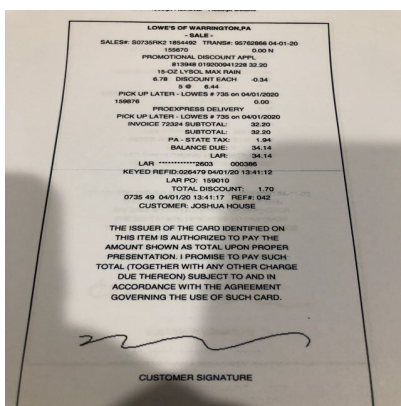 LOWE'S OF WARRINGTON,PA
- SALE -
SALES#: S0735RK2 1854492 TRANS#: 95762866 04-01-20
155670 0.00 N
PROMOTIONAL DISCOUNT APPL
813948 019200941228 32.20
15-OZ LYSOL MAX RAIN
6.78 DISCOUNT EACH -0.34
5 @ 6.44
PICK UP LATER - LOWES # 735 on 04/01/2020
159876 0.00
PROEXPRESS DELIVERY
PICK UP LATER - LOWES # 735 on 04/01/2020
INVOICE 72324 SUBTOTAL: 32.20
SUBTOTAL: 32.20
PA - STATE TAX: 1.94
BALANCE DUE: 34.14
LAR: 34.14
LAR ************2603 000386
KEYED REFID:026479 04/01/20 13:41:12
LAR PO: 159010
TOTAL DISCOUNT: 1.70
0735 49 04/01/20 13:41:17 REF#: 042
CUSTOMER: JOSHUA HOUSE
THE ISSUER OF THE CARD IDENTIFIED ON
THIS ITEM IS AUTHORIZED TO PAY THE
AMOUNT SHOWN AS TOTAL UPON PROPER
PRESENTATION. I PROMISE TO PAY SUCH
TOTAL (TOGETHER WITH ANY OTHER CHARGE
DUE THEREON) SUBJECT TO AND IN
ACCORDANCE WITH THE AGREEMENT
GOVERNING THE USE OF SUCH CARD.
CUSTOMER SIGNATURE